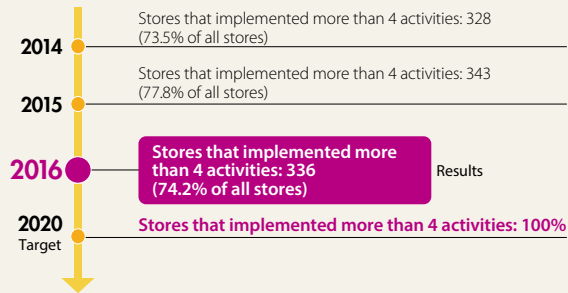 Stores that implemented more than 4 activities: 328
(73.5% of all stores)
2014
Stores that implemented more than 4 activities: 343
(77.8% of all stores)
2015
2016
Stores that implemented more
than 4 activities: 336
(74.2% of all stores)
Results
2020
Target
Stores that implemented more than 4 activities: 100%